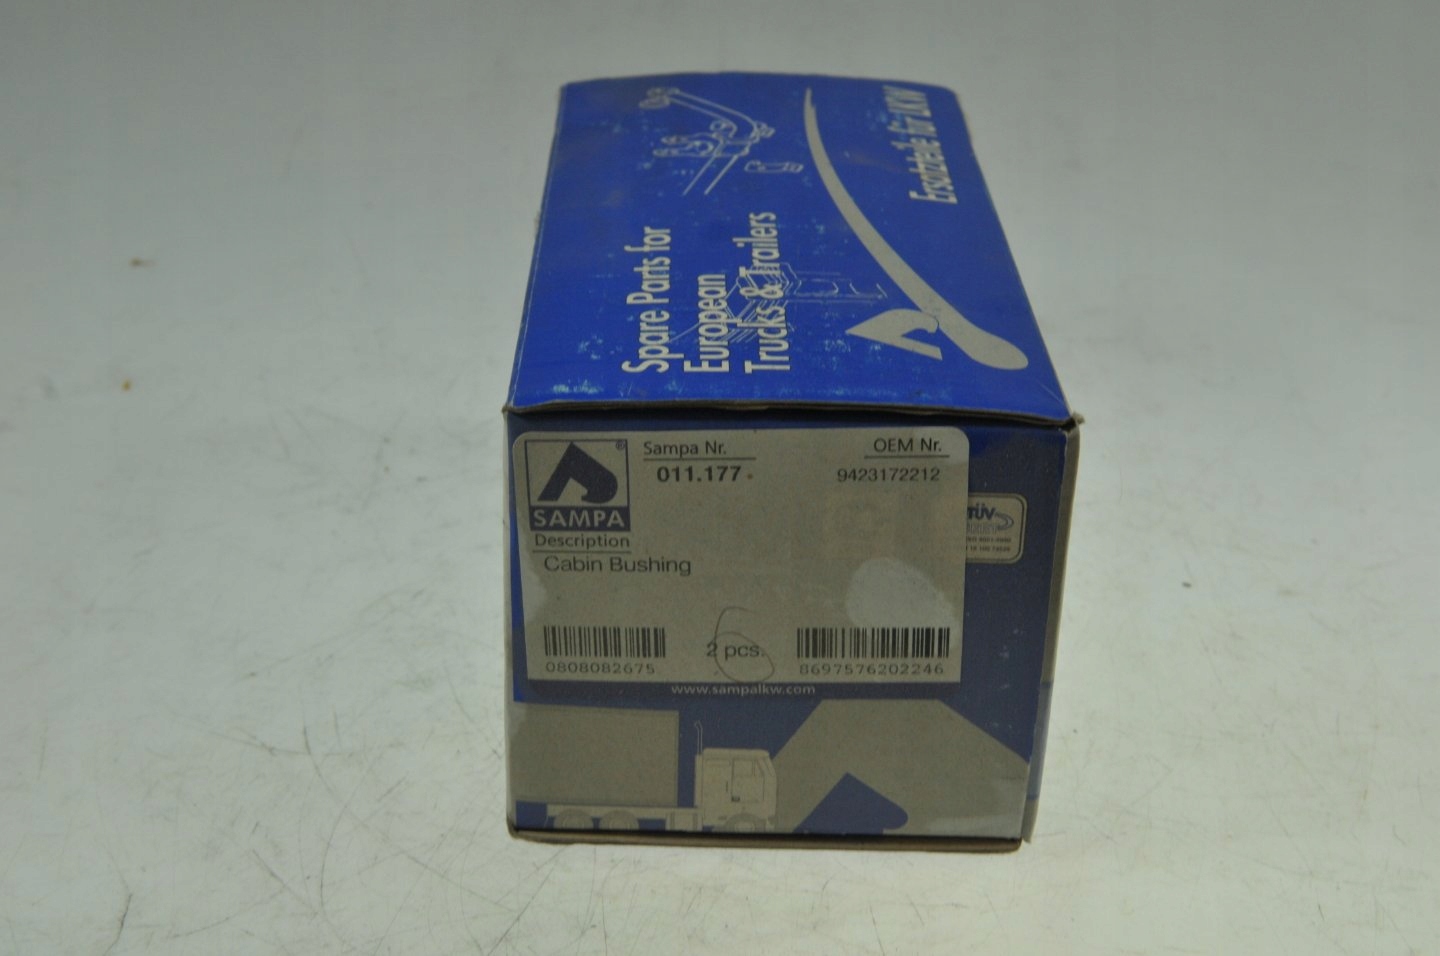 Spare Parts for
European
Trucks & Trailers
Ersatzteile für LKW
SAMPA
®
Sampa Nr.
011.177
OEM Nr.
9423172212
Description
Cabin Bushing
0808082675
2 pcs.
8697576202246
www.sampalkw.com
TÜV